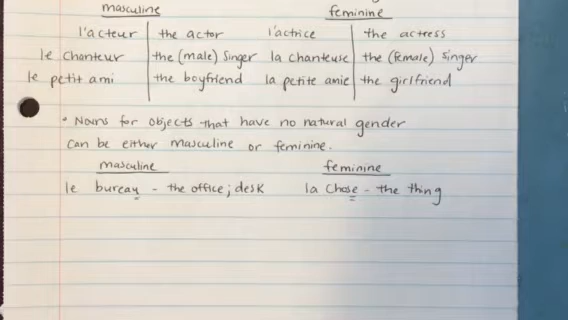 masculine feminine
l'acteur the actor l'actrice the actress
le chanteur the (male) singer la chanteuse the (female) singer
le petit ami the boyfriend la petite amie the girlfriend
• Nouns for objects that have no natural gender
can be either masculine or feminine.
masculine feminine
le bureau - the office; desk la chose - the thing